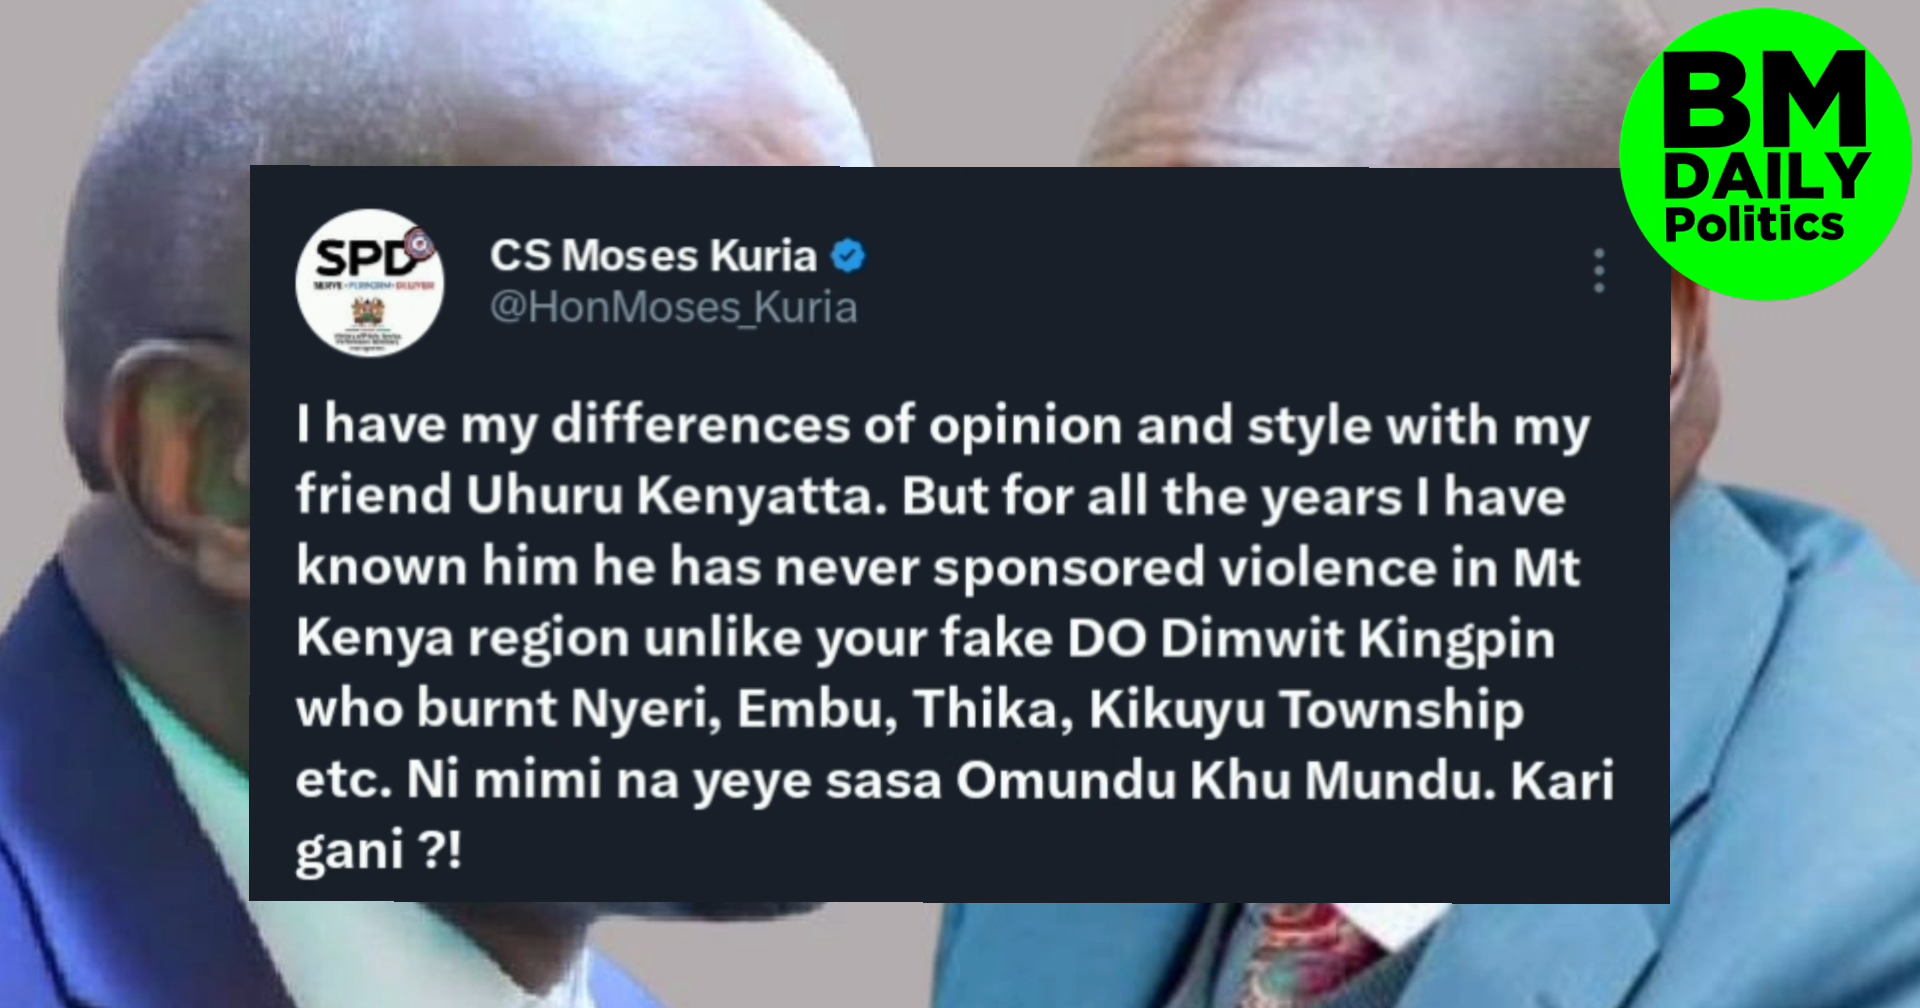 BM
DAILY
Politics
SPD
SERVE • PERFORM • DELIVER
CS Moses Kuria
@HonMoses_Kuria
I have my differences of opinion and style with my
friend Uhuru Kenyatta. But for all the years I have
known him he has never sponsored violence in Mt
Kenya region unlike your fake DO Dimwit Kingpin
who burnt Nyeri, Embu, Thika, Kikuyu Township
etc. Ni mimi na yeye sasa Omundu Khu Mundu. Kari
gani ?!